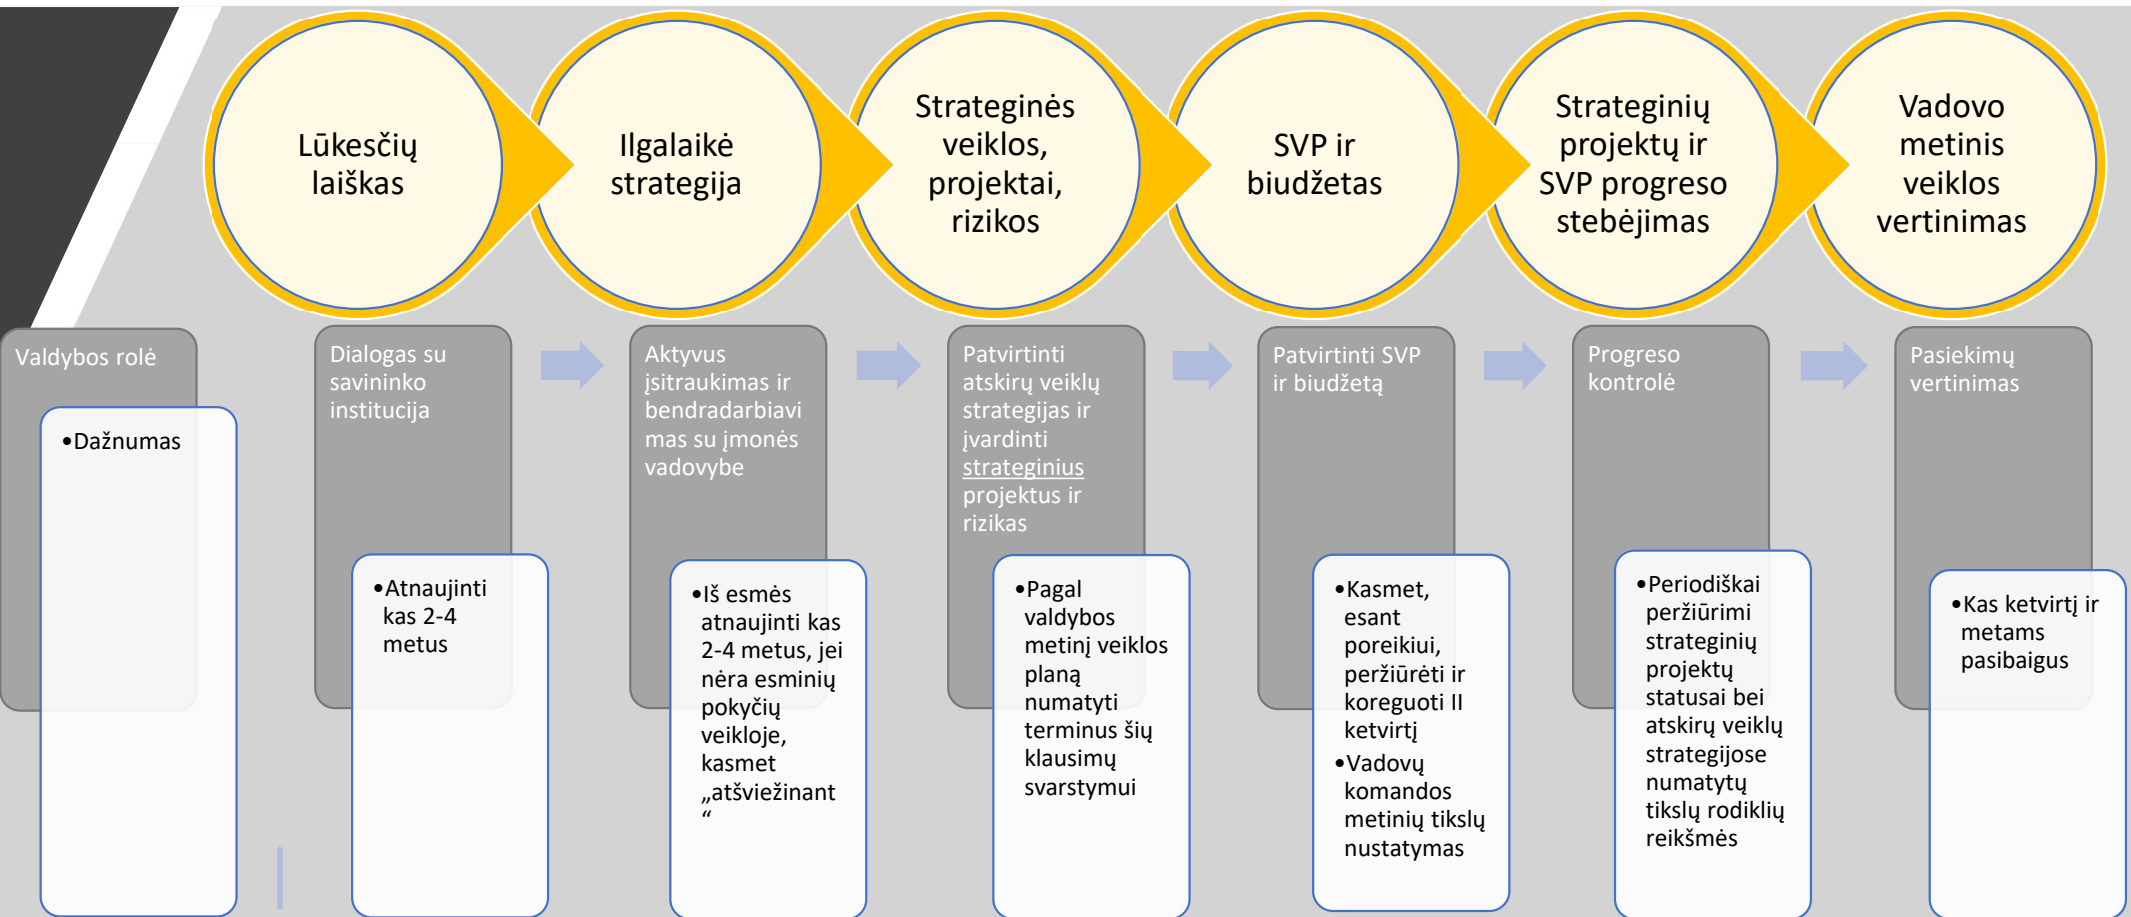 Lūkesčių
laiškas
Ilgalaikė
strategija
Strateginės
veiklos,
projektai,
rizikos
SVP ir
biudžetas
Strateginių
projektų ir
SVP progreso
stebėjimas
Vadovo
metinis
veiklos
vertinimas
Valdybos rolė
•Dažnumas
Dialogas su
savininko
institucija
•Atnaujinti
kas 2-4
metus
Aktyvus
įsitraukimas ir
bendradarbiavi
mas su įmonės
vadovybe
•Iš esmės
atnaujinti kas
2-4 metus, jei
nėra esminių
pokyčių
veikloje,
kasmet
„atšviežinant
“
Patvirtinti
atskirų veiklų
strategijas ir
įvardinti
strateginius
projektus ir
rizikas
•Pagal
valdybos
metinį veiklos
planą
numatyti
terminus šių
klausimų
svarstymui
Patvirtinti SVP
ir biudžetą
•Kasmet,
esant
poreikiui,
peržiūrėti ir
koreguoti II
ketvirtį
•Vadovų
komandos
metinių tikslų
nustatymas
Progreso
kontrolė
•Periodiškai
peržiūrimi
strateginių
projektų
statusai bei
atskirų veiklų
strategijose
numatytų
tikslų rodiklių
reikšmės
Pasiekimų
vertinimas
•Kas ketvirtį ir
metams
pasibaigus